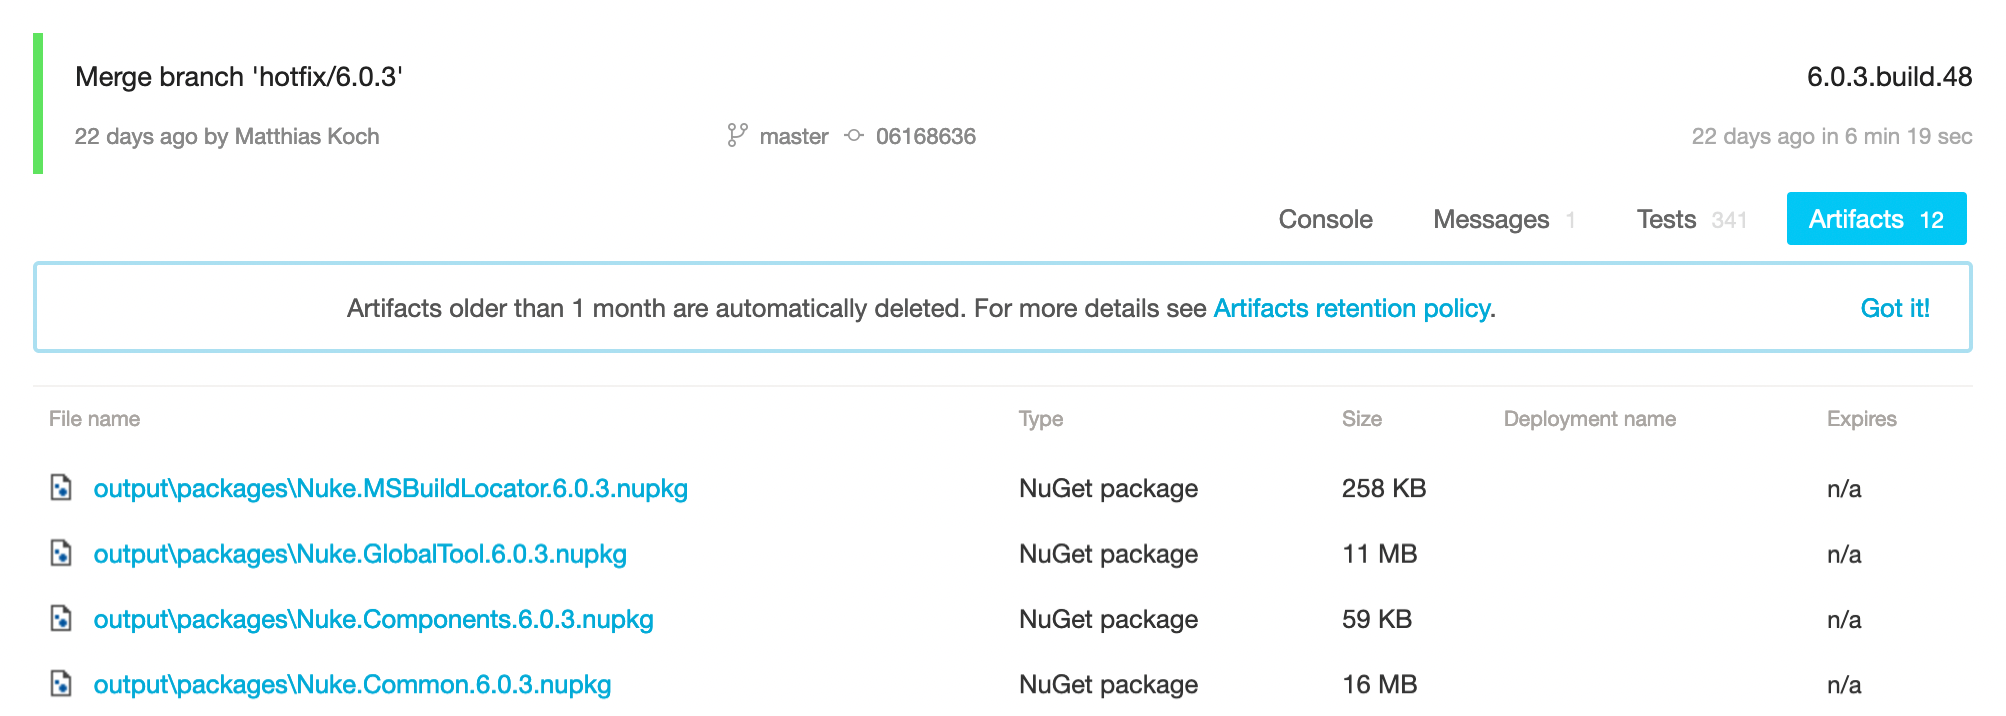 Merge branch 'hotfix/6.0.3' 6.0.3.build.48
22 days ago by Matthias Koch master 06168636 22 days ago in 6 min 19 sec
Console Messages 1 Tests 341 Artifacts 12
Artifacts older than 1 month are automatically deleted. For more details see Artifacts retention policy. Got it!
File name Type Size Deployment name Expires
output\packages\Nuke.MSBuildLocator.6.0.3.nupkg NuGet package 258 KB n/a
output\packages\Nuke.GlobalTool.6.0.3.nupkg NuGet package 11 MB n/a
output\packages\Nuke.Components.6.0.3.nupkg NuGet package 59 KB n/a
output\packages\Nuke.Common.6.0.3.nupkg NuGet package 16 MB n/a